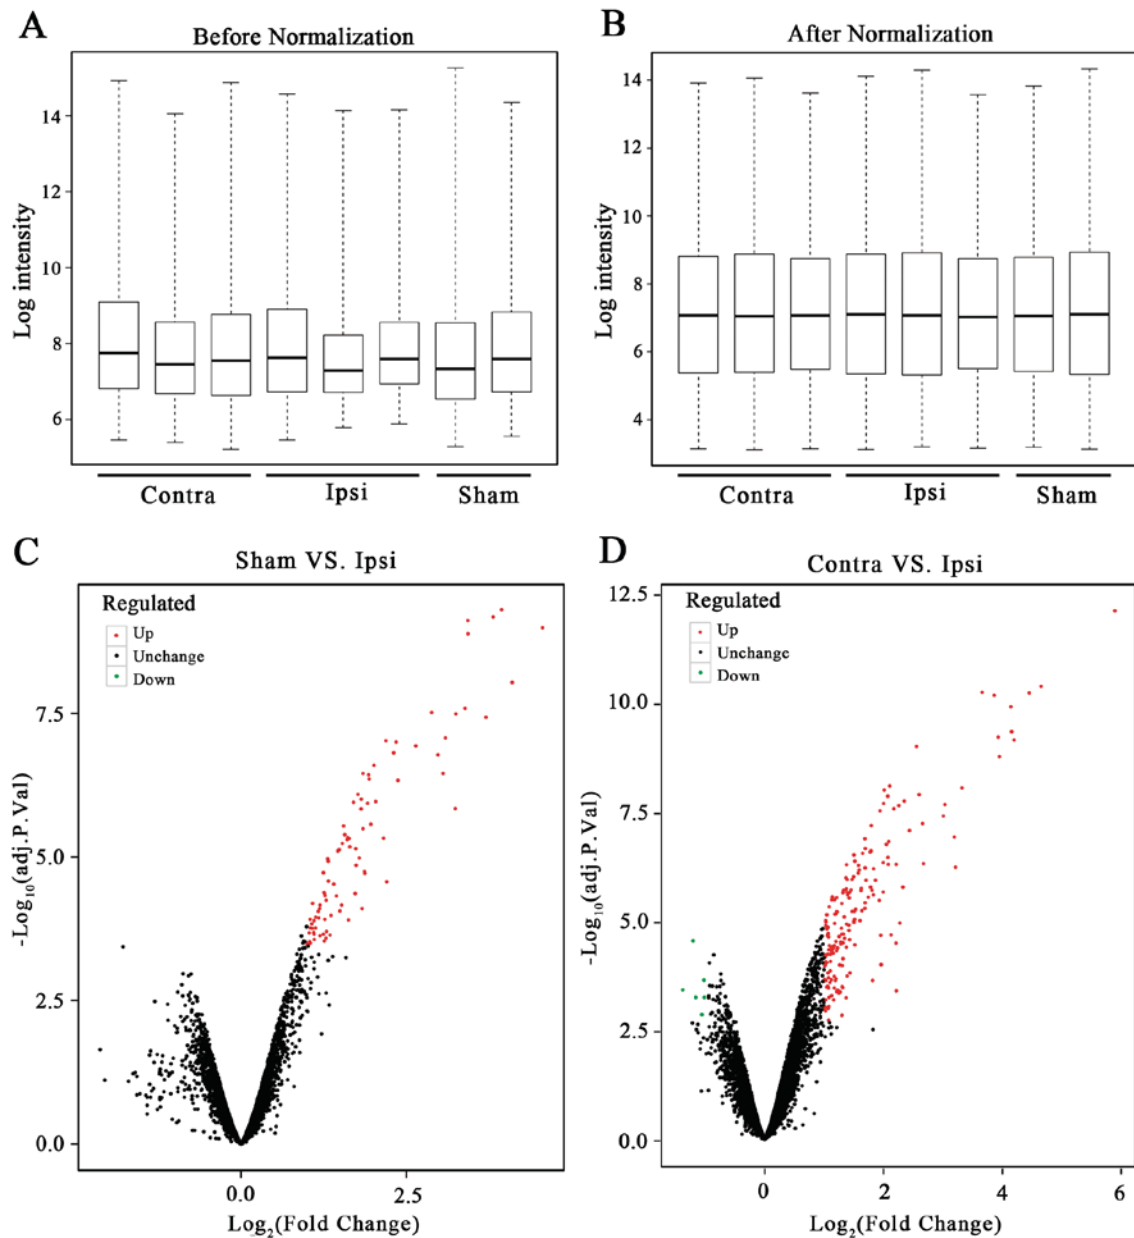 A
Before Normalization
Log intensity
14
12
10
8
6
Contra
Ipsi
Sham
B
After Normalization
Log intensity
14
12
10
8
6
4
Contra
Ipsi
Sham
C
Sham VS. Ipsi
Regulated
Up
Unchange
Down
-Log10(adj.P.Val)
7.5
5.0
2.5
0.0
0.0
2.5
Log2(Fold Change)
D
Contra VS. Ipsi
Regulated
Up
Unchange
Down
-Log10(adj.P.Val)
12.5
10.0
7.5
5.0
2.5
0.0
0
2
4
6
Log2(Fold Change)